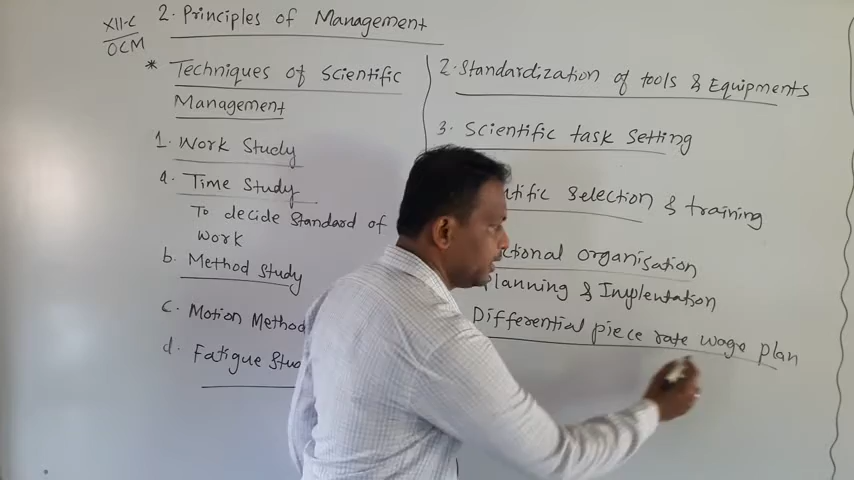 XII-C
OCM
2. Principles of Management
* Techniques of Scientific
Management
1. Work Study
a. Time Study
To decide Standard of
Work
b. Method Study
c. Motion Method
d. Fatigue
2. Standardization of tools & Equipments
3. Scientific task Setting
Selection & training
organisation
Planning & Implentation
Differential piece rate wage plan